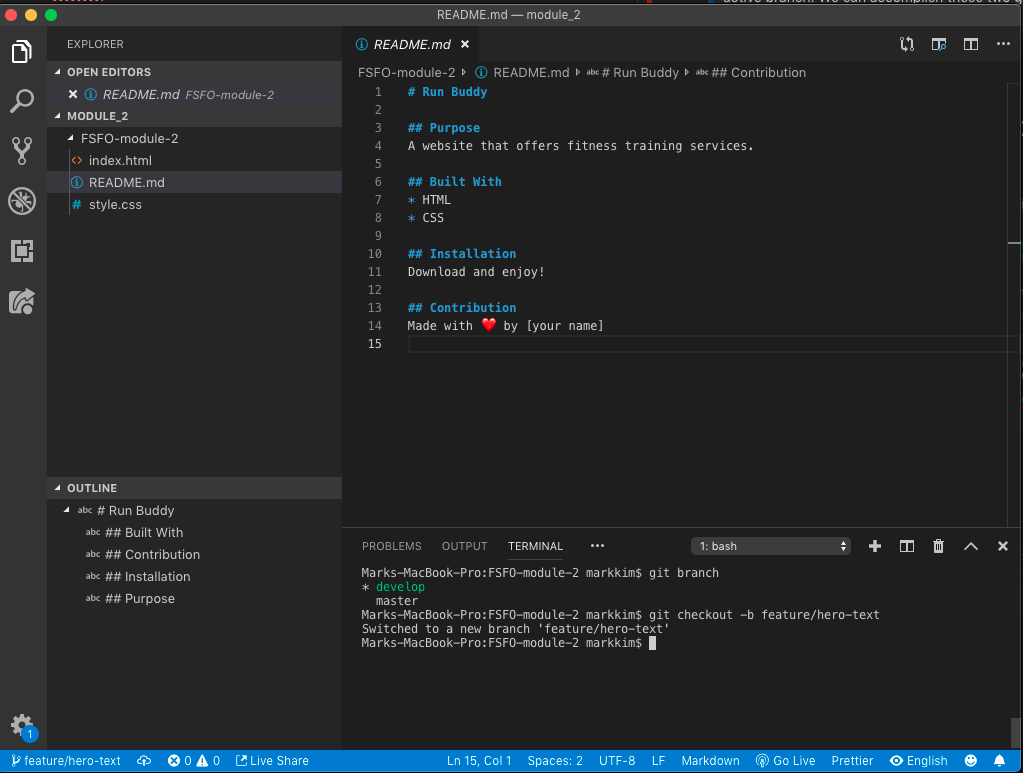 README.md — module_2
EXPLORER
OPEN EDITORS
README.md FSFO-module-2
MODULE_2
FSFO-module-2
index.html
README.md
style.css
OUTLINE
abc # Run Buddy
abc ## Built With
abc ## Contribution
abc ## Installation
abc ## Purpose
1
README.md
FSFO-module-2 README.md abc # Run Buddy abc ## Contribution
1 # Run Buddy
2
3 ## Purpose
4 A website that offers fitness training services.
5
6 ## Built With
7 * HTML
8 * CSS
9
10 ## Installation
11 Download and enjoy!
12
13 ## Contribution
14 Made with ❤️ by [your name]
15
PROBLEMS OUTPUT TERMINAL ••• 1: bash
Marks-MacBook-Pro:FSFO-module-2 markkim$ git branch
* develop
master
Marks-MacBook-Pro:FSFO-module-2 markkim$ git checkout -b feature/hero-text
Switched to a new branch 'feature/hero-text'
Marks-MacBook-Pro:FSFO-module-2 markkim$
feature/hero-text 0 0 Live Share Ln 15, Col 1 Spaces: 2 UTF-8 LF Markdown Go Live Prettier English